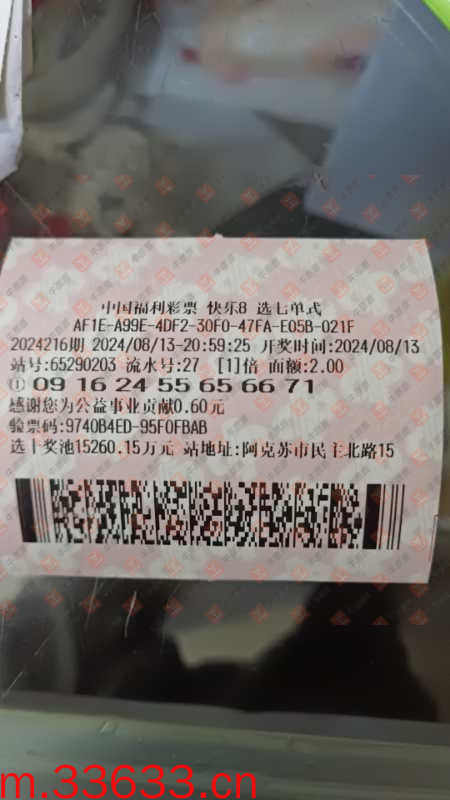 中国福利彩票 快乐8 选七单式
AF1E-A99E-4DF2-30F0-47FA-E05B-021F
2024216期 2024/08/13-20:59:25 开奖时间:2024/08/13
站号:65290203 流水号:27 [1]倍 面额:2.00
①09 16 24 55 65 66 71
感谢您为公益事业贡献0.60元
验票码:9740B4ED-95F0FBAB
选十奖池15260.15万元 站地址:阿克苏市民主北路15
m.33633.cn